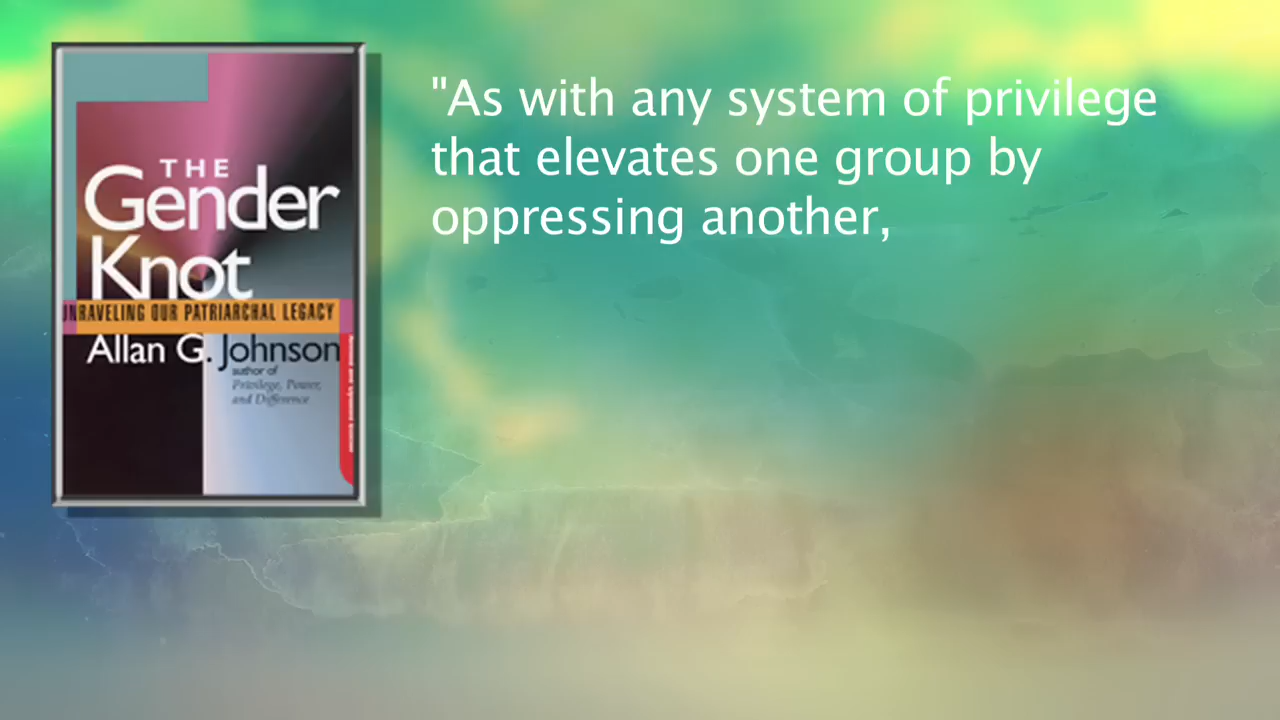 THE
Gender
Knot
UNRAVELING OUR PATRIARCHAL LEGACY
Allan G. Johnson
author of
Privilege, Power,
and Difference
"As with any system of privilege
that elevates one group by
oppressing another,